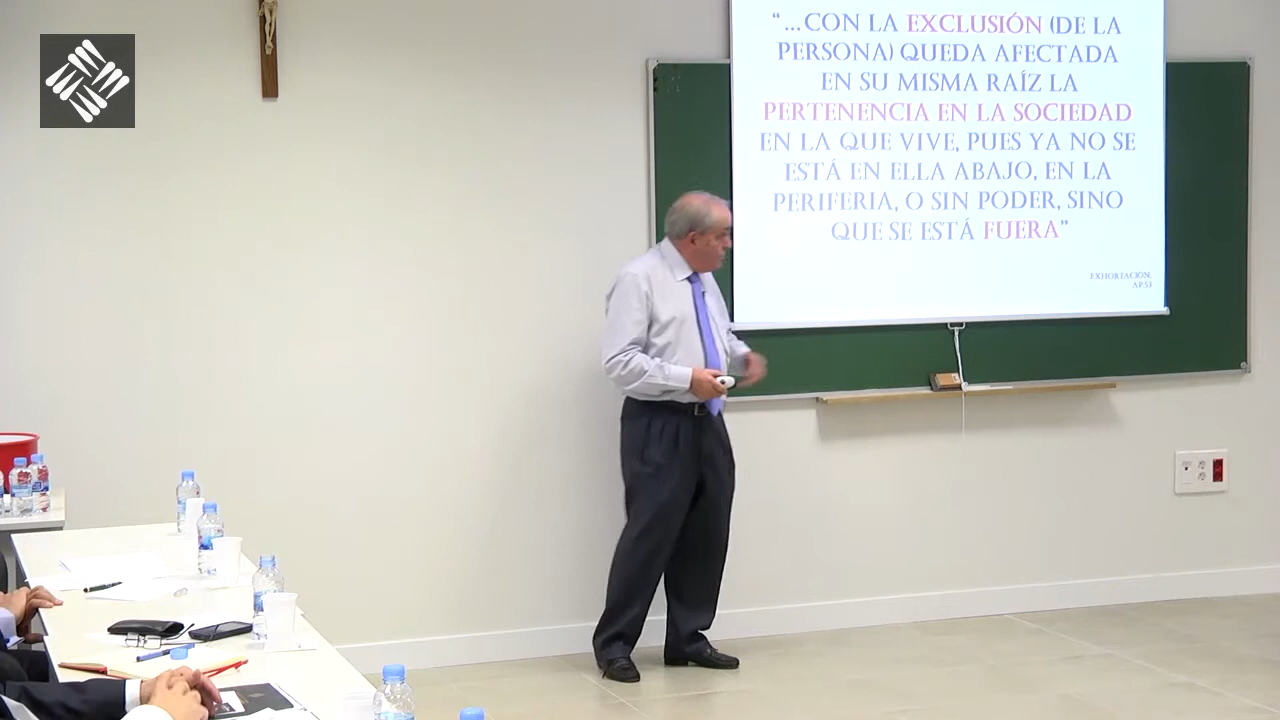 “...CON LA EXCLUSIÓN (DE LA
PERSONA) QUEDA AFECTADA
EN SU MISMA RAÍZ LA
PERTENENCIA EN LA SOCIEDAD
EN LA QUE VIVE, PUES YA NO SE
ESTÁ EN ELLA ABAJO, EN LA
PERIFERIA, O SIN PODER, SINO
QUE SE ESTÁ FUERA”
EXHORTACIÓN,
AP.53